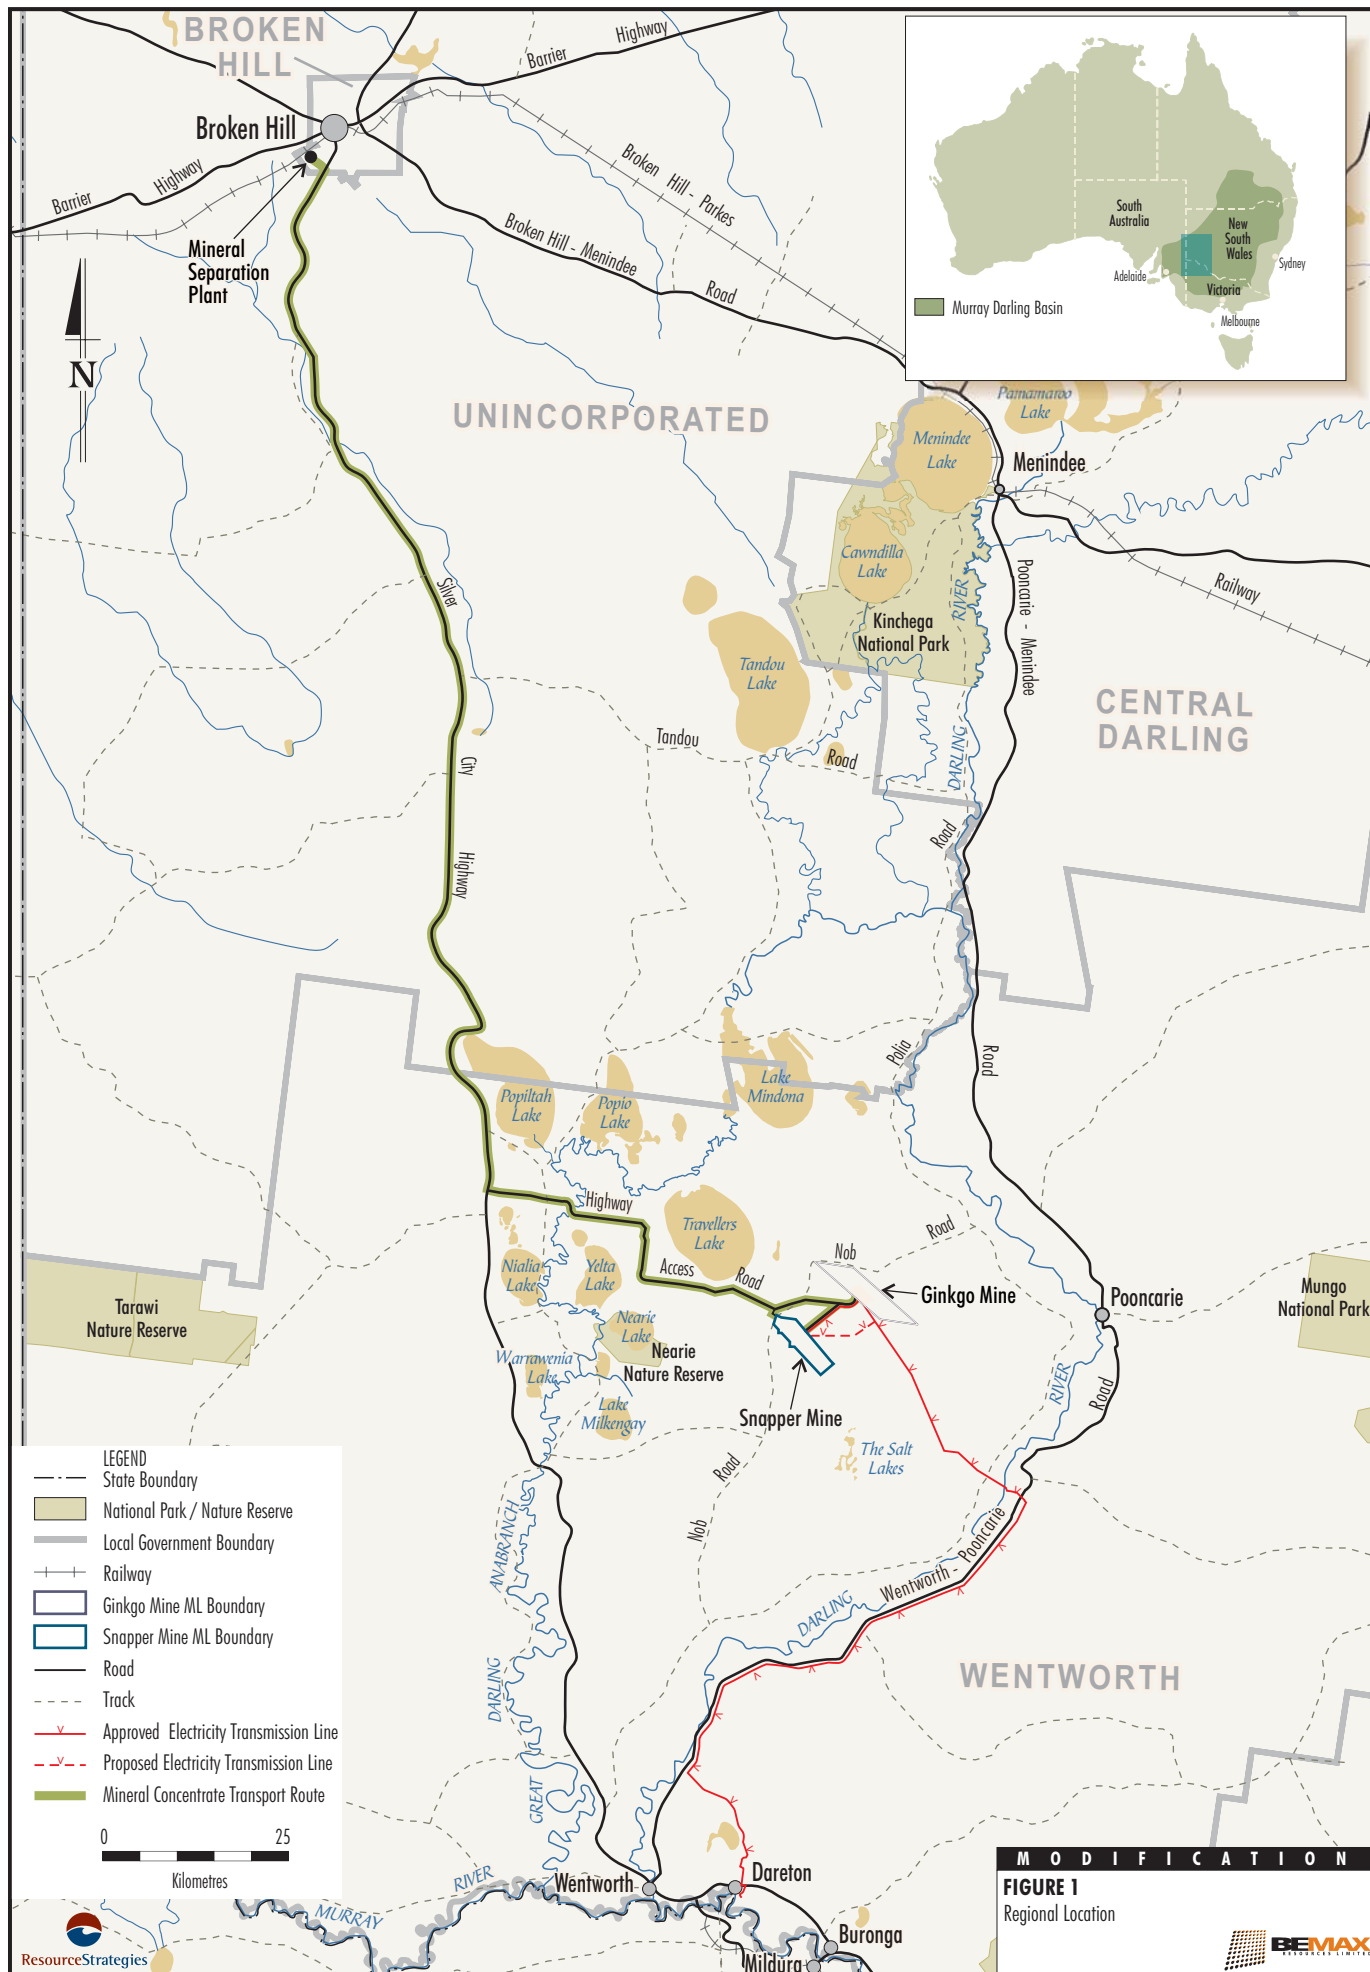 BROKEN
HILL
Barrier
Highway
Broken Hill
Barrier
Highway
Mineral
Separation
Plant
Broken Hill - Parkes
Broken Hill - Menindee
Road
N
UNINCORPORATED
South
Australia
New
South
Wales
Adelaide
Sydney
Victoria
Melbourne
Murray Darling Basin
Pamamaroo
Lake
Menindee
Lake
Menindee
Cawndilla
Lake
RIVER
Kinchega
National Park
Pooncarie - Menindee
Railway
Silver
City
Highway
Tandou
Lake
Tandou
Road
DARLING
CENTRAL
DARLING
Road
Polia
Road
Popiltah
Lake
Popio
Lake
Lake
Mindona
Highway
Access
Road
Travellers
Lake
Nob
Road
Nialia
Lake
Yelta
Lake
Nearie
Lake
Nearie
Nature Reserve
Ginkgo Mine
Pooncarie
Mungo
National Park
Tarawi
Nature Reserve
Warrawenia
Lake
Lake
Milkengay
Snapper Mine
The Salt
Lakes
RIVER
Road
Road
Nob
Wentworth - Pooncarie
DARLING
ANABRANCH
DARLING
GREAT
WENTWORTH
LEGEND
State Boundary
National Park / Nature Reserve
Local Government Boundary
Railway
Ginkgo Mine ML Boundary
Snapper Mine ML Boundary
Road
Track
Approved Electricity Transmission Line
Proposed Electricity Transmission Line
Mineral Concentrate Transport Route
0 25
Kilometres
MURRAY
RIVER
Wentworth
Dareton
Buronga
Mildura
ResourceStrategies
MODIFICATION
FIGURE 1
Regional Location
BEMAX
RESOURCES LIMITED